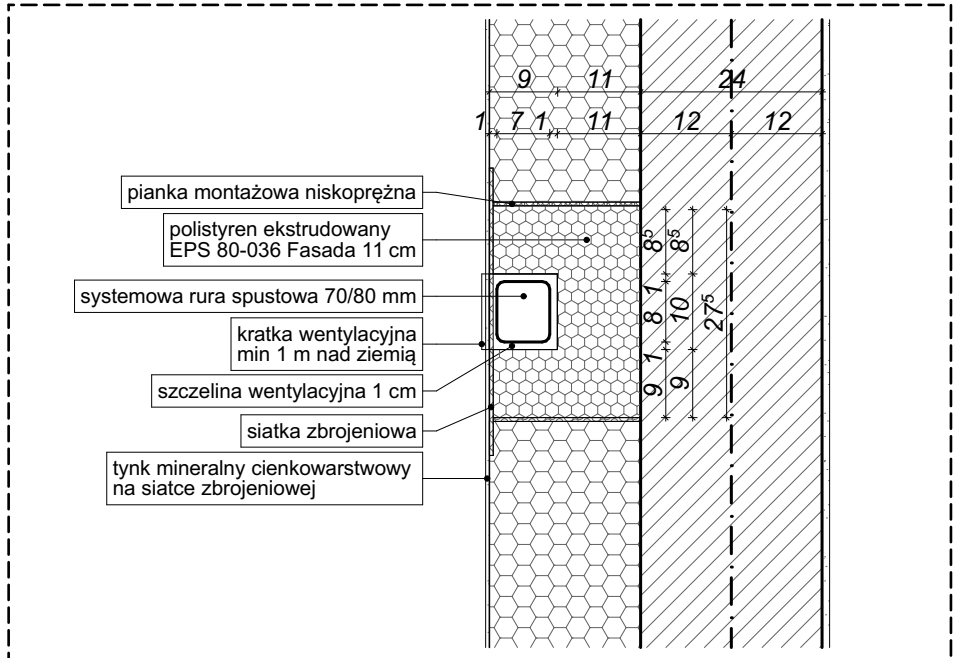 9 11 24
1 7 1 11 12 12
pianka montażowa niskoprężna
polistyren ekstrudowany
EPS 80-036 Fasada 11 cm
systemowa rura spustowa 70/80 mm
kratka wentylacyjna
min 1 m nad ziemią
szczelina wentylacyjna 1 cm
siatka zbrojeniowa
tynk mineralny cienkowarstwowy
na siatce zbrojeniowej
9 1 8 1 8⁵
9 10 8⁵
27⁵